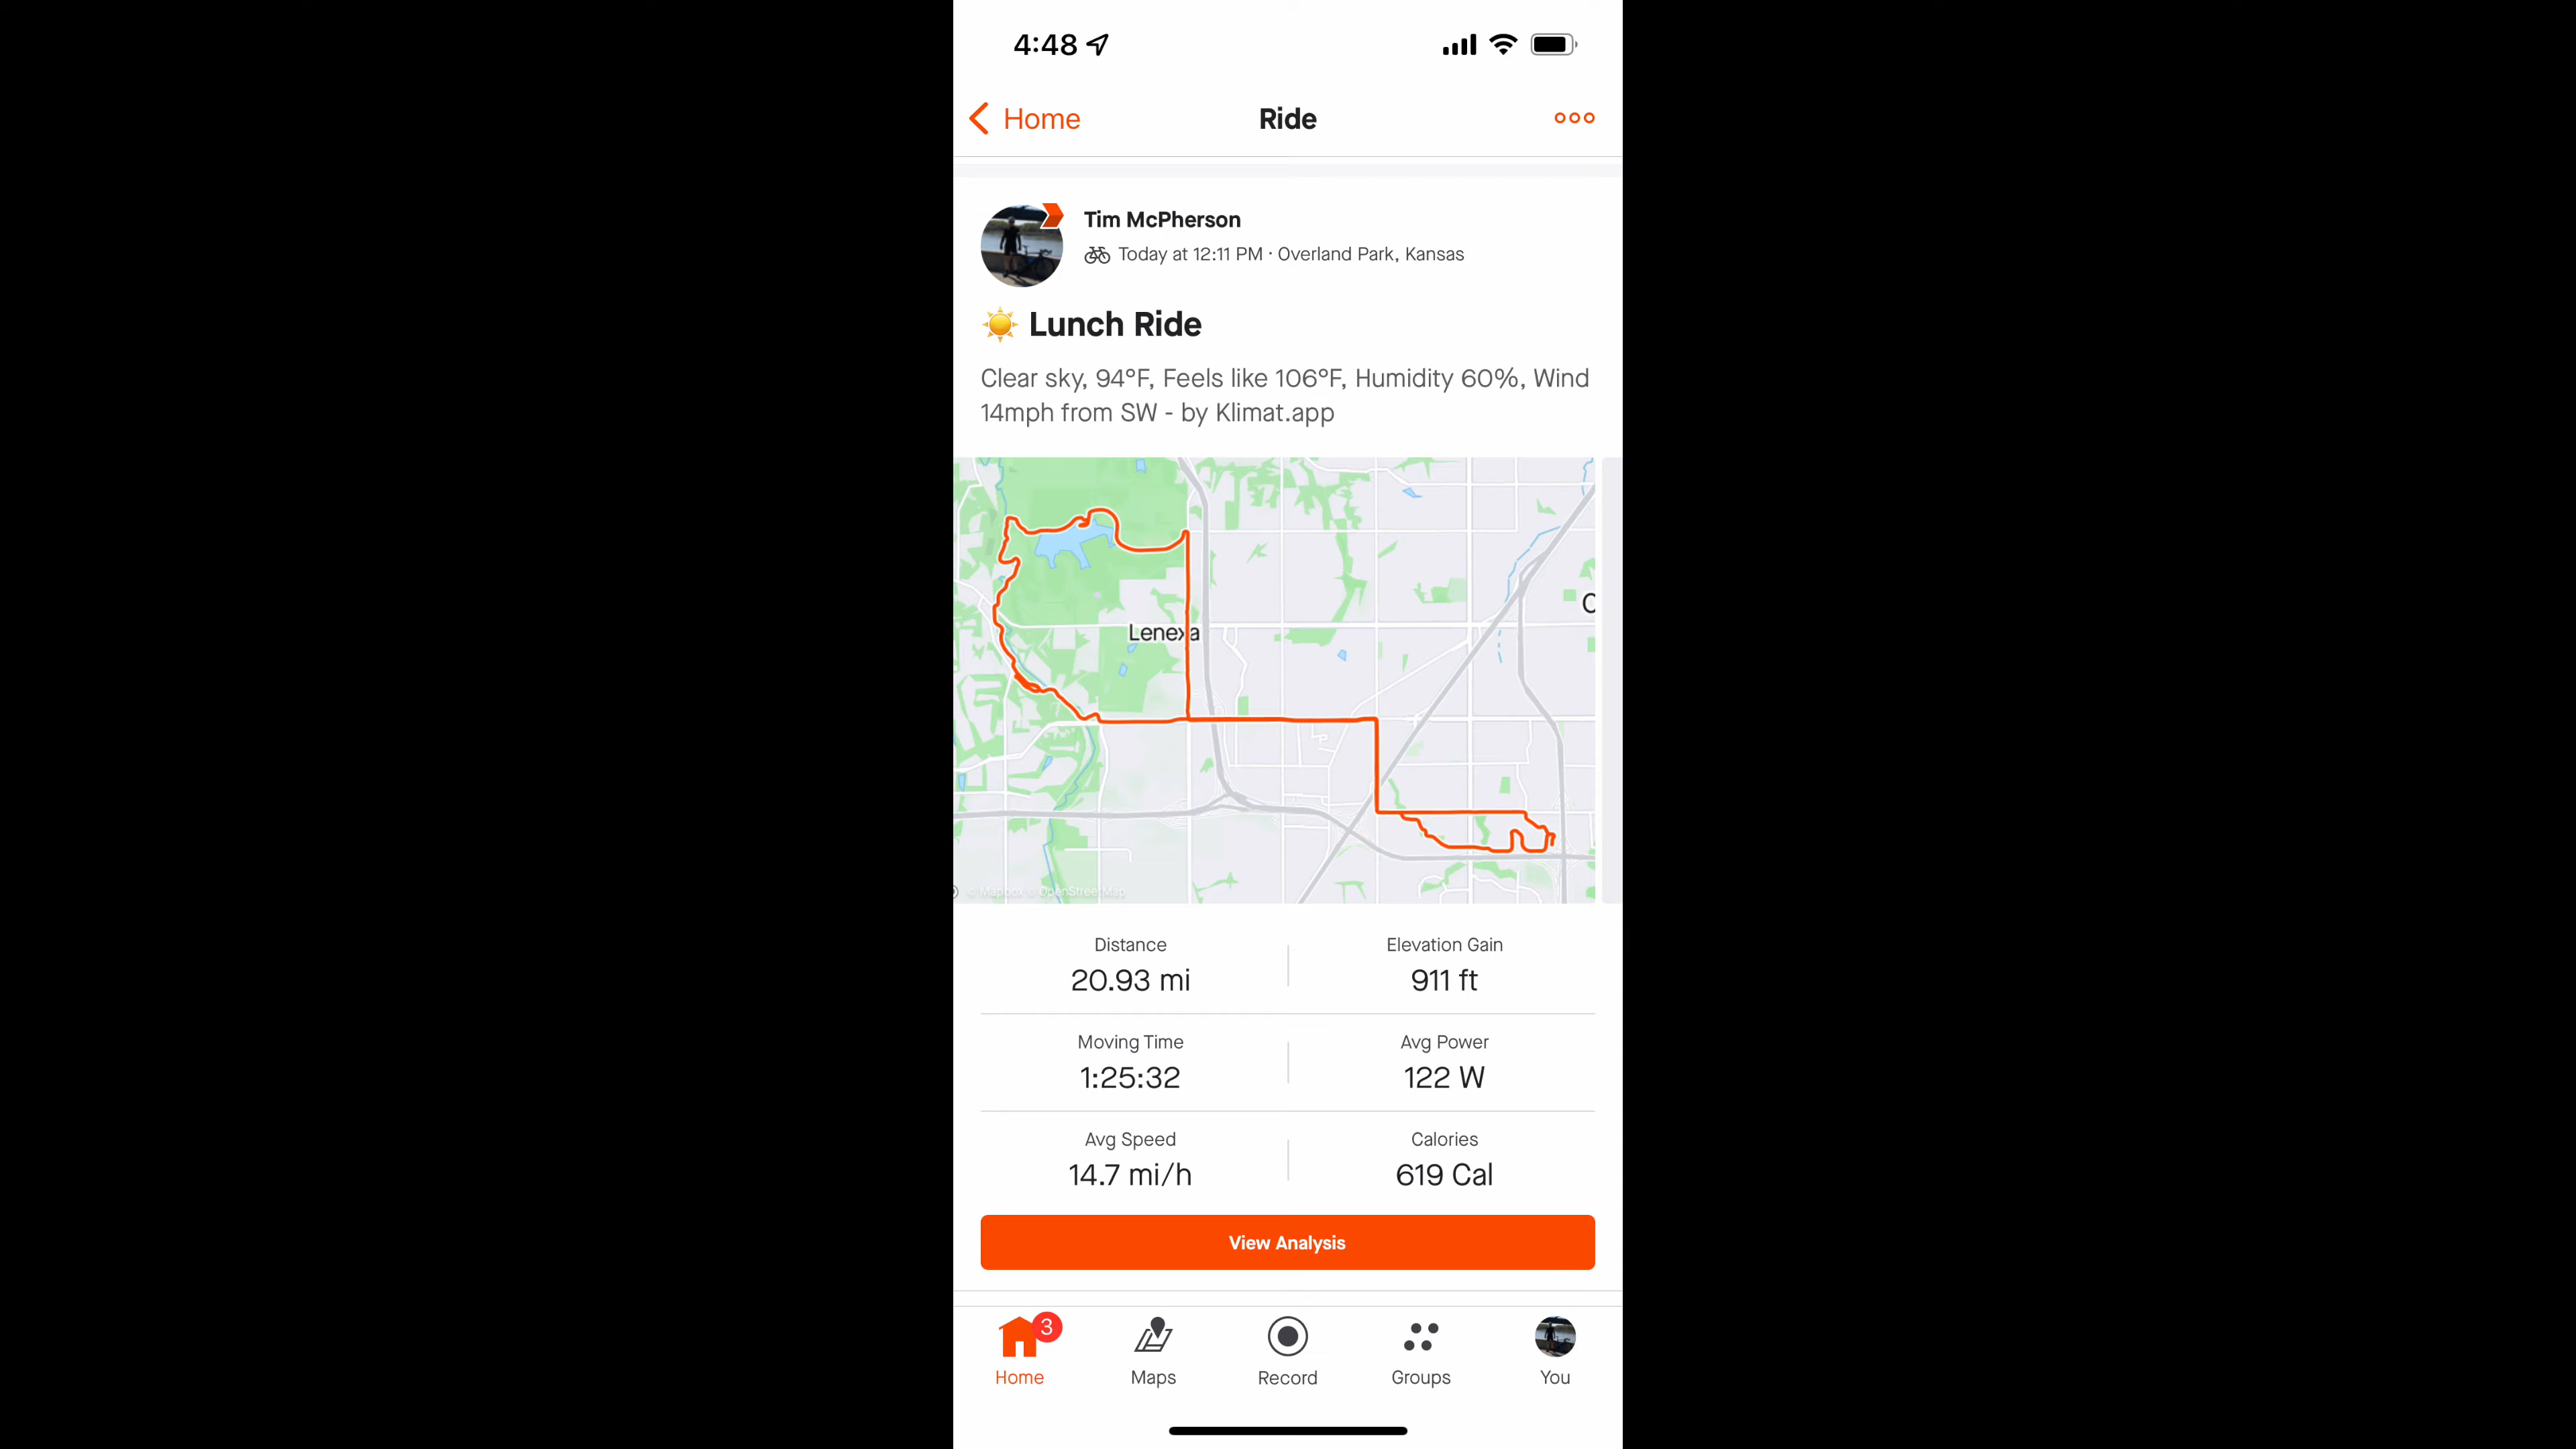 4:48
Home
Ride
Tim McPherson
Today at 12:11 PM · Overland Park, Kansas
Lunch Ride
Clear sky, 94°F, Feels like 106°F, Humidity 60%, Wind
14mph from SW - by Klimat.app
Lenexa
© Mapbox © OpenStreetMap
Distance
20.93 mi
Elevation Gain
911 ft
Moving Time
1:25:32
Avg Power
122 W
Avg Speed
14.7 mi/h
Calories
619 Cal
View Analysis
3
Home
Maps
Record
Groups
You